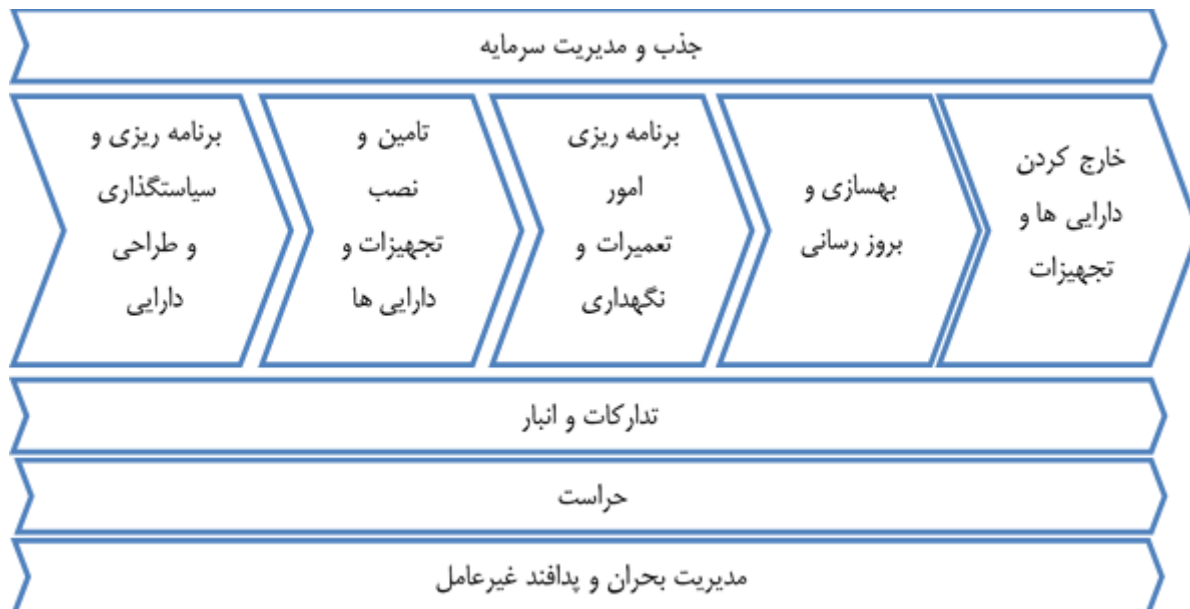 جذب و مدیریت سرمایه
برنامه ریزی و
سیاستگذاری
و طراحی
دارایی
تامین و
نصب
تجهیزات و
دارایی ها
برنامه ریزی
امور
تعمیرات و
نگهداری
بهسازی و
بروز رسانی
خارج کردن
دارایی ها و
تجهیزات
تدارکات و انبار
حراست
مدیریت بحران و پدافند غیرعامل